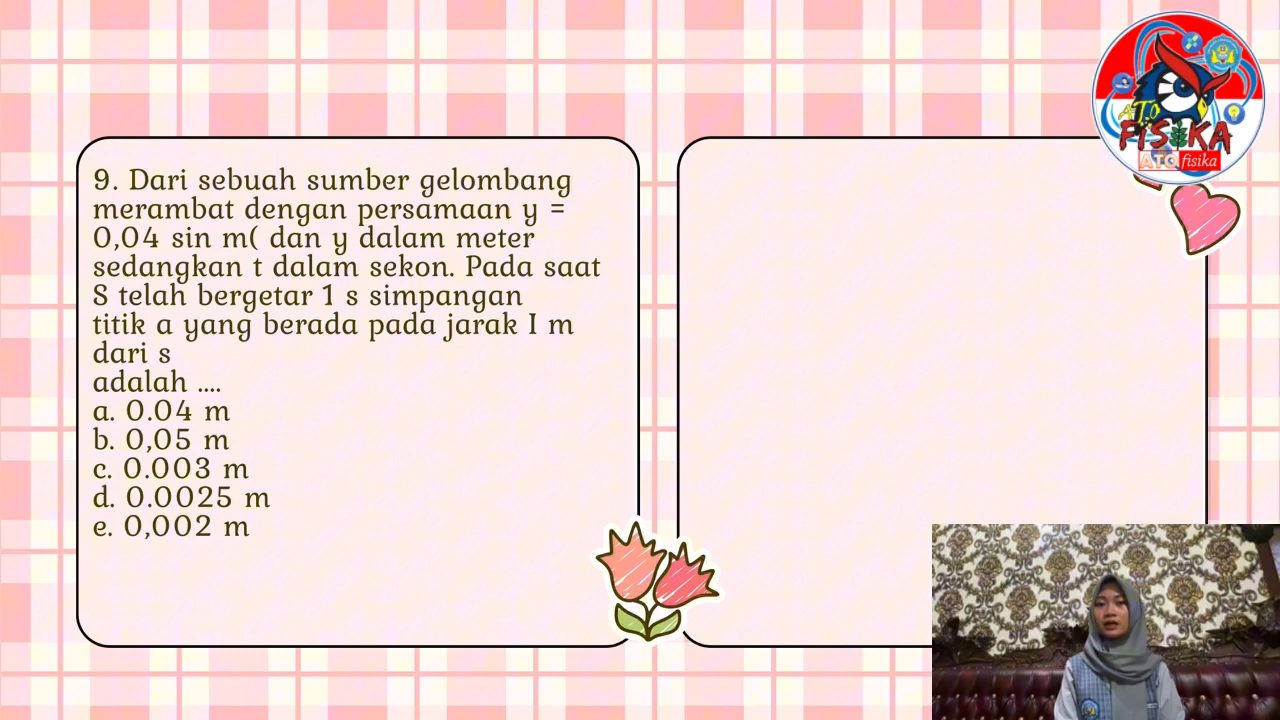 9. Dari sebuah sumber gelombang
merambat dengan persamaan y =
0,04 sin m( dan y dalam meter
sedangkan t dalam sekon. Pada saat
S telah bergetar 1 s simpangan
titik a yang berada pada jarak I m
dari s
adalah ....
a. 0.04 m
b. 0,05 m
c. 0.003 m
d. 0.0025 m
e. 0,002 m
ATO
FISIKA
ATO fisika